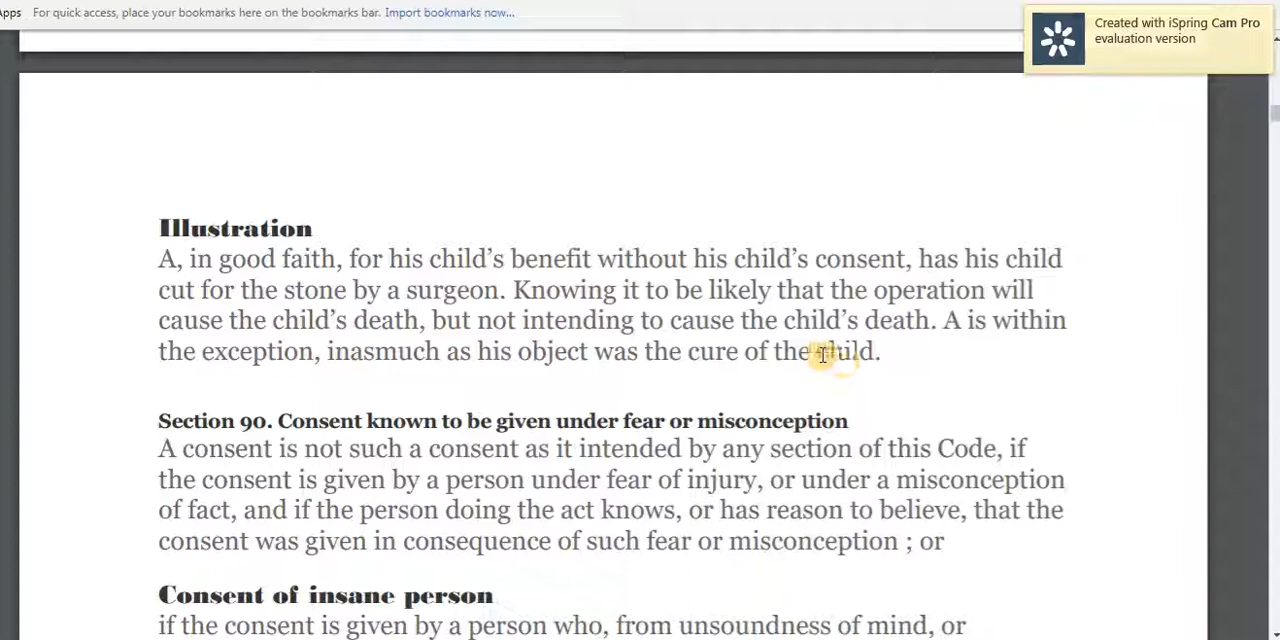 Apps For quick access, place your bookmarks here on the bookmarks bar. Import bookmarks now...
Created with iSpring Cam Pro
evaluation version
Illustration
A, in good faith, for his child’s benefit without his child’s consent, has his child
cut for the stone by a surgeon. Knowing it to be likely that the operation will
cause the child’s death, but not intending to cause the child’s death. A is within
the exception, inasmuch as his object was the cure of the child.
Section 90. Consent known to be given under fear or misconception
A consent is not such a consent as it intended by any section of this Code, if
the consent is given by a person under fear of injury, or under a misconception
of fact, and if the person doing the act knows, or has reason to believe, that the
consent was given in consequence of such fear or misconception ; or
Consent of insane person
if the consent is given by a person who, from unsoundness of mind, or